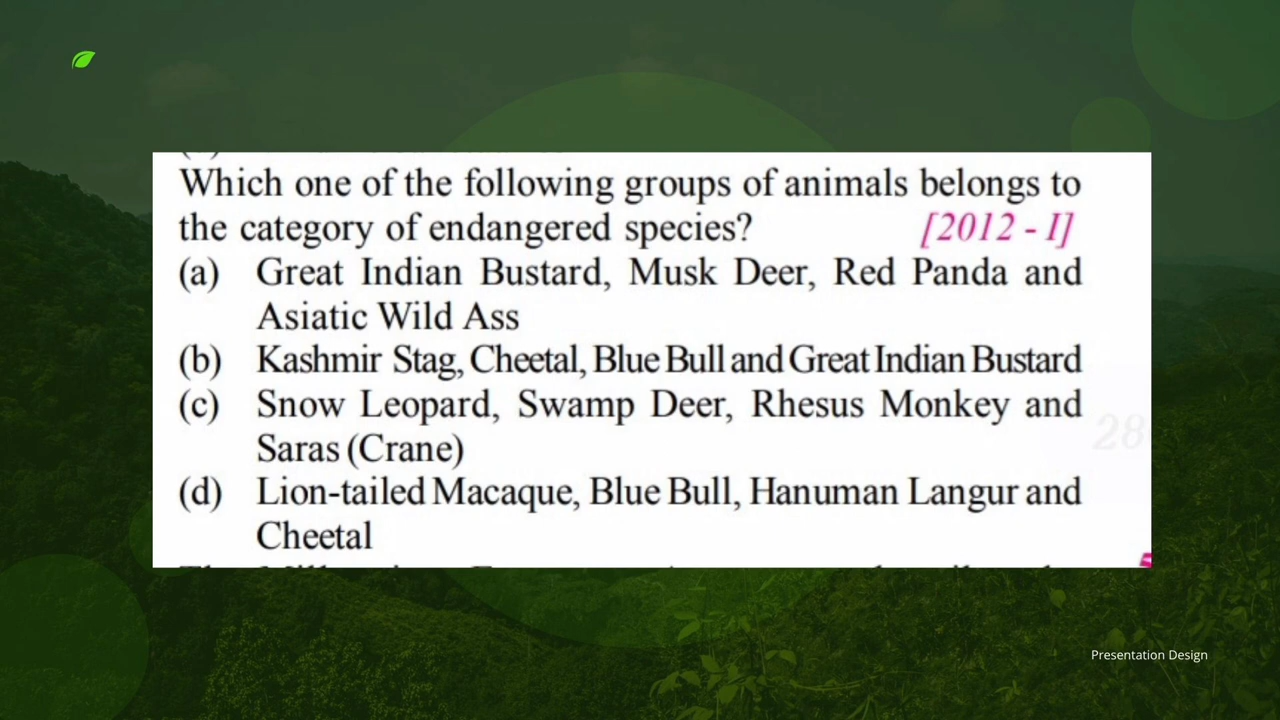 Which one of the following groups of animals belongs to
the category of endangered species? [2012 - I]
(a) Great Indian Bustard, Musk Deer, Red Panda and
Asiatic Wild Ass
(b) Kashmir Stag, Cheetal, Blue Bull and Great Indian Bustard
(c) Snow Leopard, Swamp Deer, Rhesus Monkey and
Saras (Crane)
28
(d) Lion-tailed Macaque, Blue Bull, Hanuman Langur and
Cheetal
Presentation Design